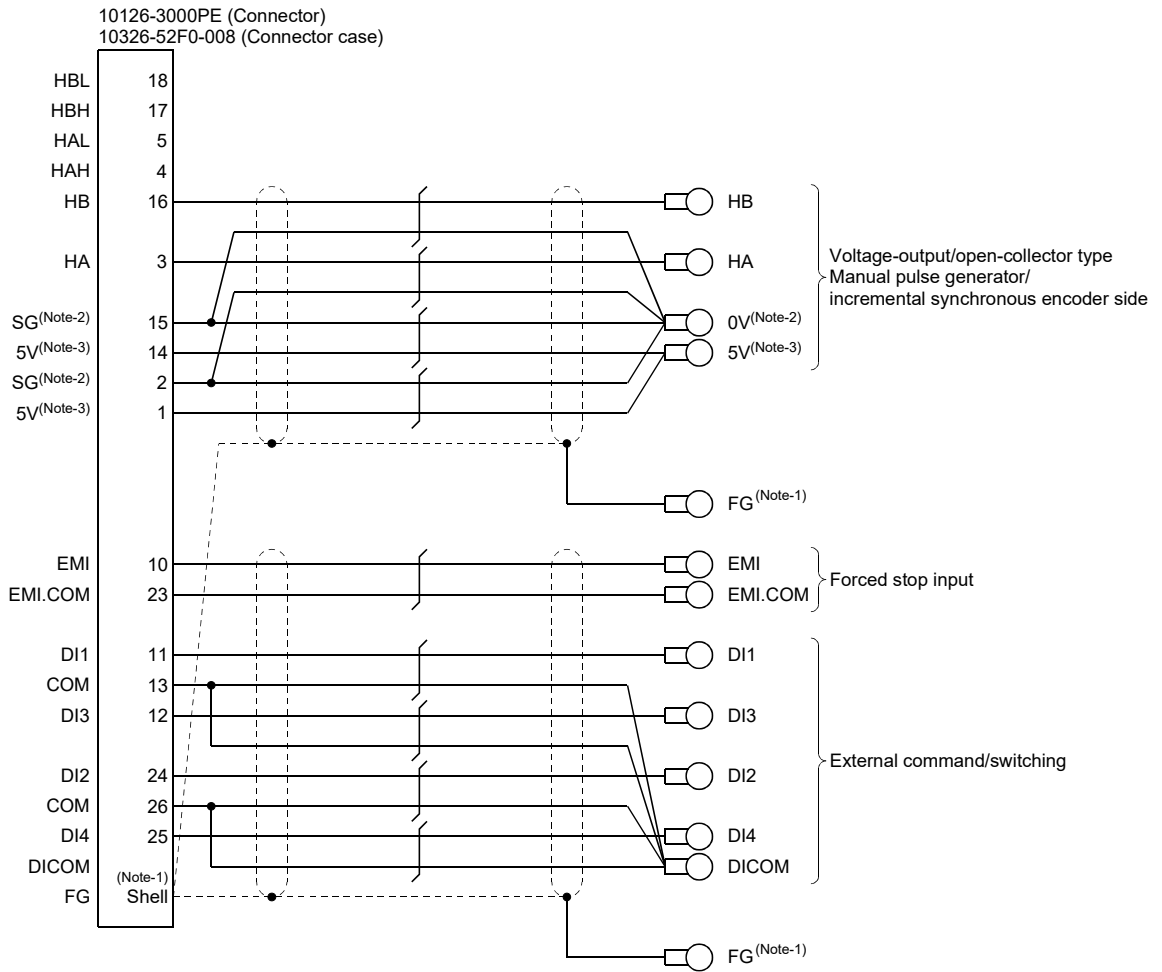 10126-3000PE (Connector)
10326-52F0-008 (Connector case)
HBL 18
HBH 17
HAL 5
HAH 4
HB 16 HB
HA 3 HA
SG(Note-2) 15 0V(Note-2)
5V(Note-3) 14 5V(Note-3)
SG(Note-2) 2
5V(Note-3) 1
Voltage-output/open-collector type
Manual pulse generator/
incremental synchronous encoder side
FG(Note-1)
EMI 10 EMI
EMI.COM 23 EMI.COM
Forced stop input
DI1 11 DI1
COM 13
DI3 12 DI3
DI2 24 DI2
COM 26
DI4 25 DI4
DICOM DICOM
External command/switching
(Note-1)
FG Shell
FG(Note-1)